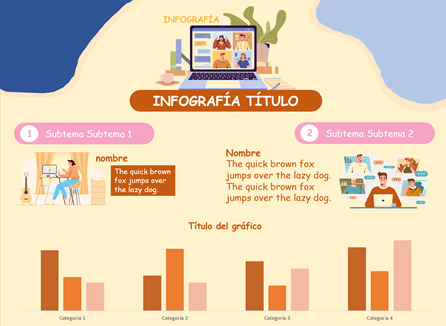 INFOGRAFÍA
INFOGRAFÍA TÍTULO
1 Subtema Subtema 1
2 Subtema Subtema 2
nombre
The quick brown
fox jumps over
the lazy dog.
Nombre
The quick brown fox
jumps over the lazy dog.
The quick brown fox
jumps over the lazy dog.
Título del gráfico
Categoría 1
Categoría 2
Categoría 3
Categoría 4